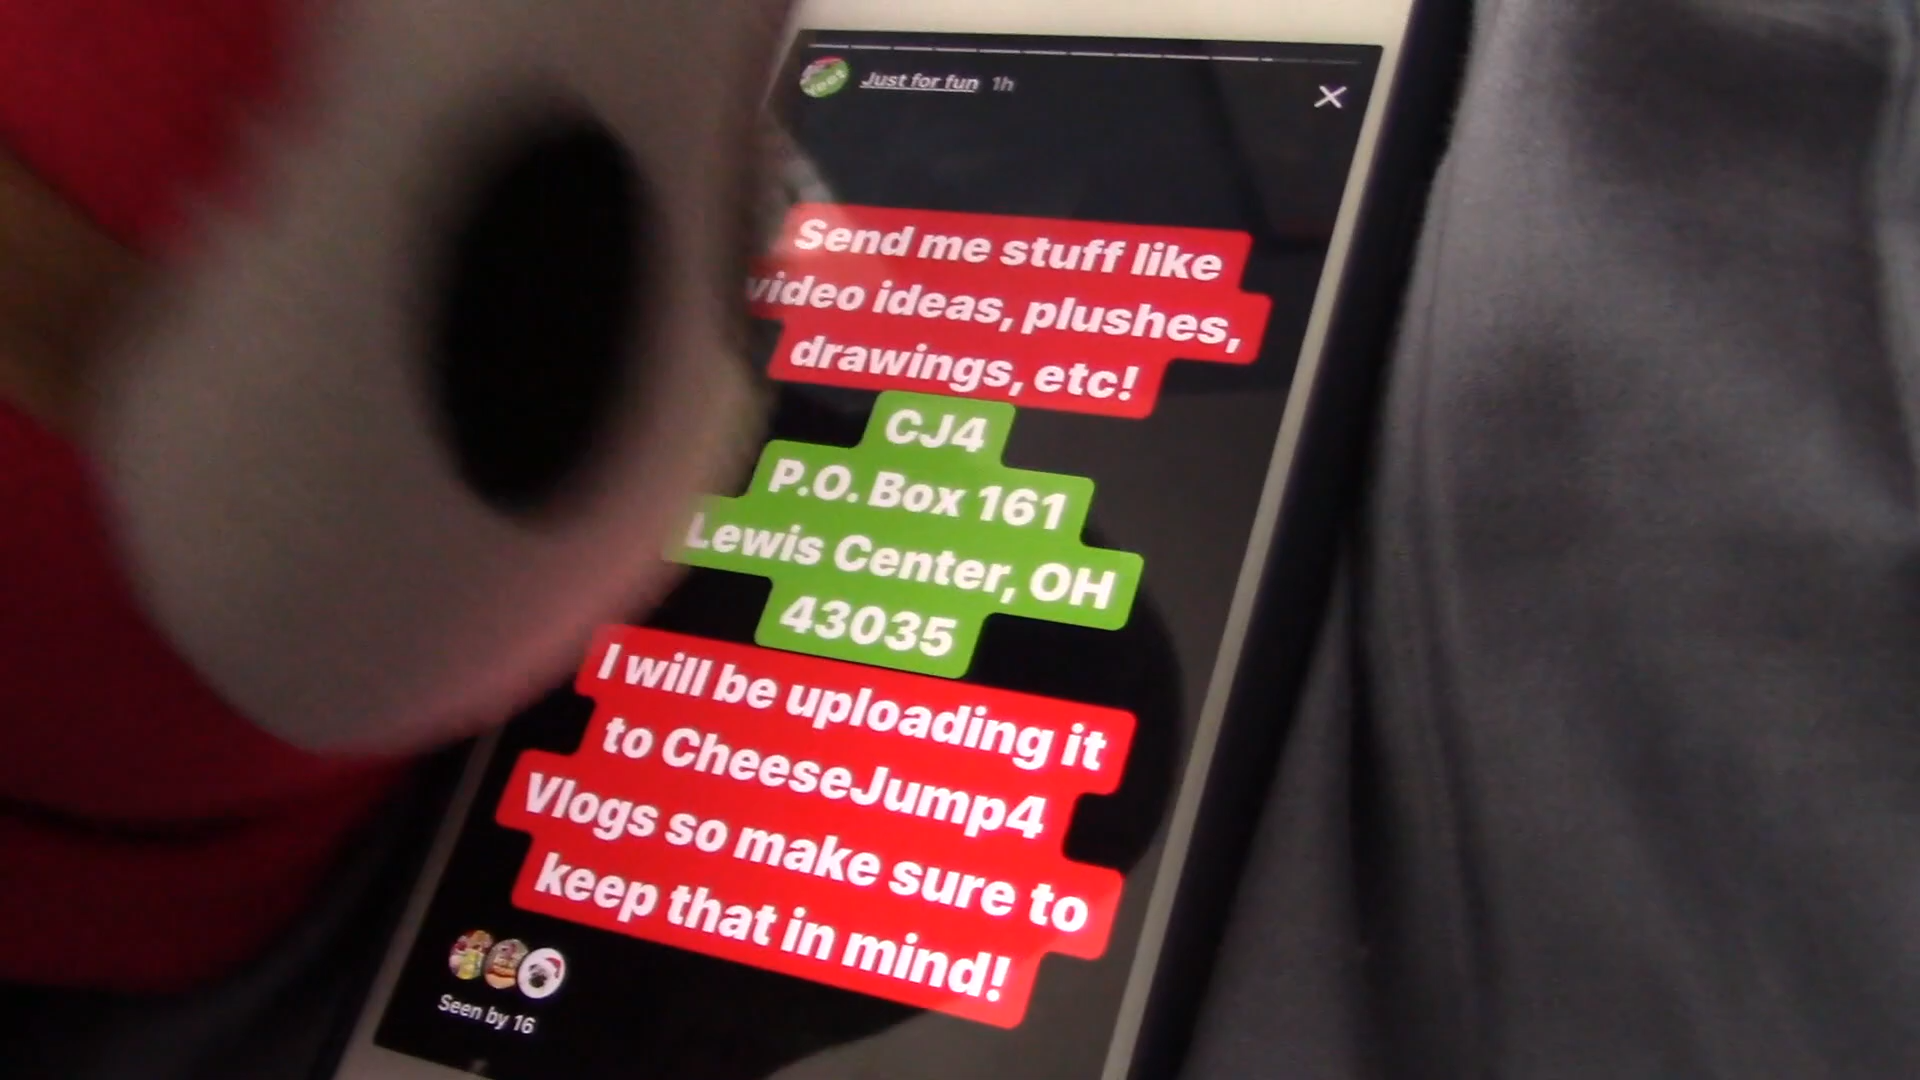 Just for fun 1h
Send me stuff like
video ideas, plushes,
drawings, etc!
CJ4
P.O. Box 161
Lewis Center, OH
43035
I will be uploading it
to CheeseJump4
Vlogs so make sure to
keep that in mind!
Seen by 16